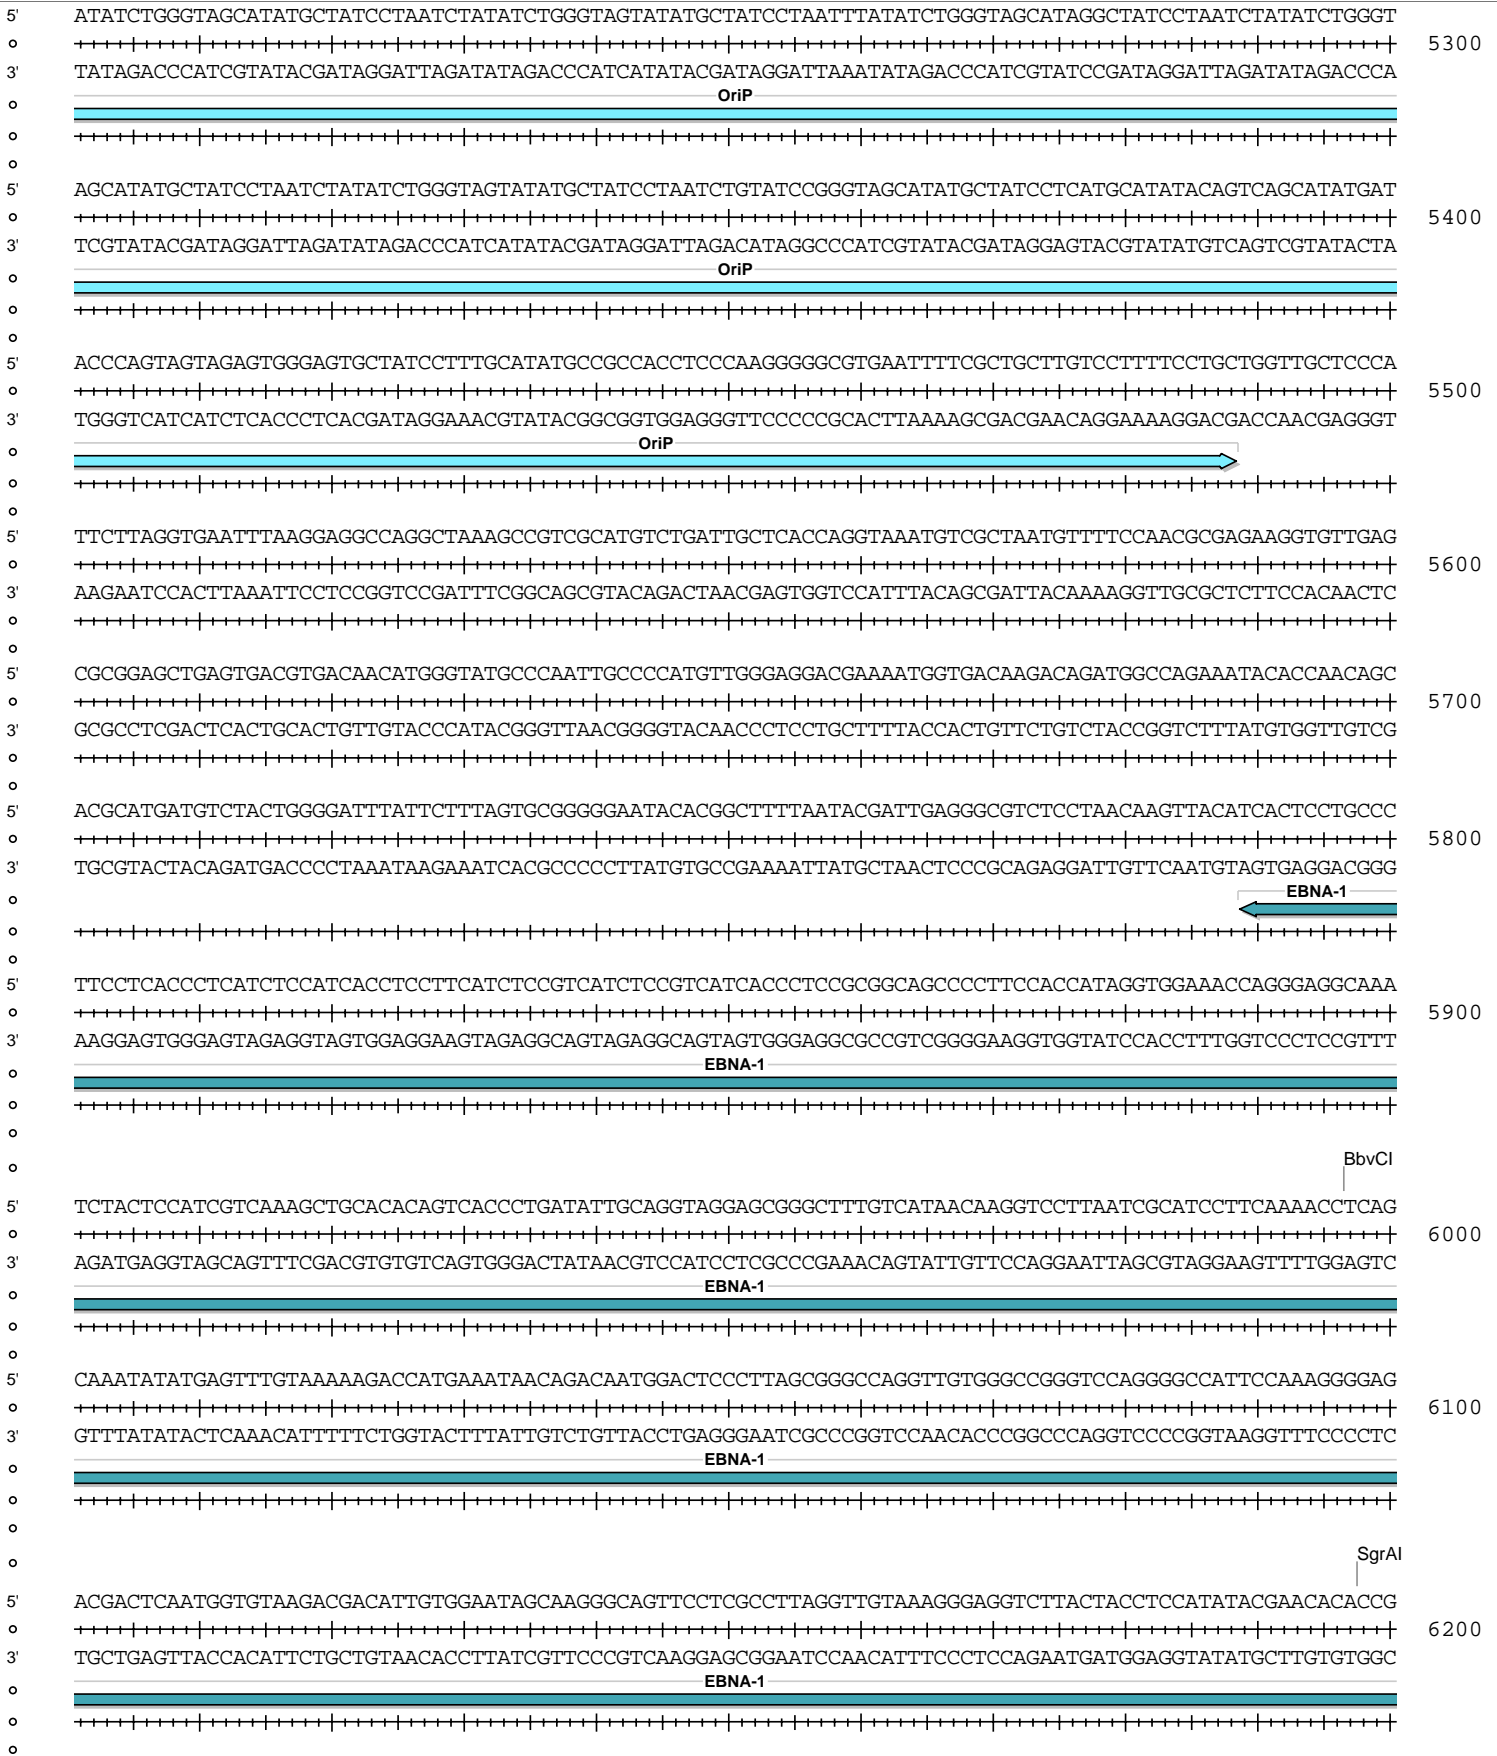 5' ATATCTGGGTAGCATATGCTATCCTAATCTATATCTGGGTAGTATATGCTATCCTAATTTATATCTGGGTAGCATAGGCTATCCTAATCTATATCTGGGT
5300
3' TATAGACCCATCGTATACGATAGGATTAGATATAGACCCATCATATACGATAGGATTAAATATAGACCCATCGTATCCGATAGGATTAGATATAGACCCA
OriP
5' AGCATATGCTATCCTAATCTATATCTGGGTAGTATATGCTATCCTAATCTGTATCCGGGTAGCATATGCTATCCTCATGCATATACAGTCAGCATATGAT
5400
3' TCGTATACGATAGGATTAGATATAGACCCATCATATACGATAGGATTAGACATAGGCCCATCGTATACGATAGGAGTACGTATATGTCAGTCGTATACTA
OriP
5' ACCCAGTAGTAGAGTGGGAGTGCTATCCTTTGCATATGCCGCCACCTCCCAAGGGGGCGTGAATTTTCGCTGCTTGTCCTTTTCCTGCTGGTTGCTCCCA
5500
3' TGGGTCATCATCTCACCCTCACGATAGGAAACGTATACGGCGGTGGAGGGTTCCCCCGCACTTAAAAGCGACGAACAGGAAAAGGACGACCAACGAGGGT
OriP
5' TTCTTAGGTGAATTTAAGGAGGCCAGGCTAAAGCCGTCGCATGTCTGATTGCTCACCAGGTAAATGTCGCTAATGTTTTCCAACGCGAGAAGGTGTTGAG
5600
3' AAGAATCCACTTAAATTCCTCCGGTCCGATTTCGGCAGCGTACAGACTAACGAGTGGTCCATTTACAGCGATTACAAAAGGTTGCGCTCTTCCACAACTC
5' CGCGGAGCTGAGTGACGTGACAACATGGGTATGCCCAATTGCCCCATGTTGGGAGGACGAAAATGGTGACAAGACAGATGGCCAGAAATACACCAACAGC
5700
3' GCGCCTCGACTCACTGCACTGTTGTACCCATACGGGTTAACGGGGTACAACCCTCCTGCTTTTACCACTGTTCTGTCTACCGGTCTTTATGTGGTTGTCG
5' ACGCATGATGTCTACTGGGGATTTATTCTTTAGTGCGGGGGAATACACGGCTTTTAATACGATTGAGGGCGTCTCCTAACAAGTTACATCACTCCTGCCC
5800
3' TGCGTACTACAGATGACCCCTAAATAAGAAATCACGCCCCCTTATGTGCCGAAAATTATGCTAACTCCCGCAGAGGATTGTTCAATGTAGTGAGGACGGG
EBNA-1
5' TTCCTCACCCTCATCTCCATCACCTCCTTCATCTCCGTCATCTCCGTCATCACCCTCCGCGGCAGCCCCTTCCACCATAGGTGGAAACCAGGGAGGCAAA
5900
3' AAGGAGTGGGAGTAGAGGTAGTGGAGGAAGTAGAGGCAGTAGAGGCAGTAGTGGGAGGCGCCGTCGGGGAAGGTGGTATCCACCTTTGGTCCCTCCGTTT
EBNA-1
BbvCI
5' TCTACTCCATCGTCAAAGCTGCACACAGTCACCCTGATATTGCAGGTAGGAGCGGGCTTTGTCATAACAAGGTCCTTAATCGCATCCTTCAAAACCTCAG
6000
3' AGATGAGGTAGCAGTTTCGACGTGTGTCAGTGGGACTATAACGTCCATCCTCGCCCGAAACAGTATTGTTCCAGGAATTAGCGTAGGAAGTTTTGGAGTC
EBNA-1
5' CAAATATATGAGTTTGTAAAAAGACCATGAAATAACAGACAATGGACTCCCTTAGCGGGCCAGGTTGTGGGCCGGGTCCAGGGGCCATTCCAAAGGGGAG
6100
3' GTTTATATACTCAAACATTTTTCTGGTACTTTATTGTCTGTTACCTGAGGGAATCGCCCGGTCCAACACCCGGCCCAGGTCCCCGGTAAGGTTTCCCCTC
EBNA-1
SgrAI
5' ACGACTCAATGGTGTAAGACGACATTGTGGAATAGCAAGGGCAGTTCCTCGCCTTAGGTTGTAAAGGGAGGTCTTACTACCTCCATATACGAACACACCG
6200
3' TGCTGAGTTACCACATTCTGCTGTAACACCTTATCGTTCCCGTCAAGGAGCGGAATCCAACATTTCCCTCCAGAATGATGGAGGTATATGCTTGTGTGGC
EBNA-1